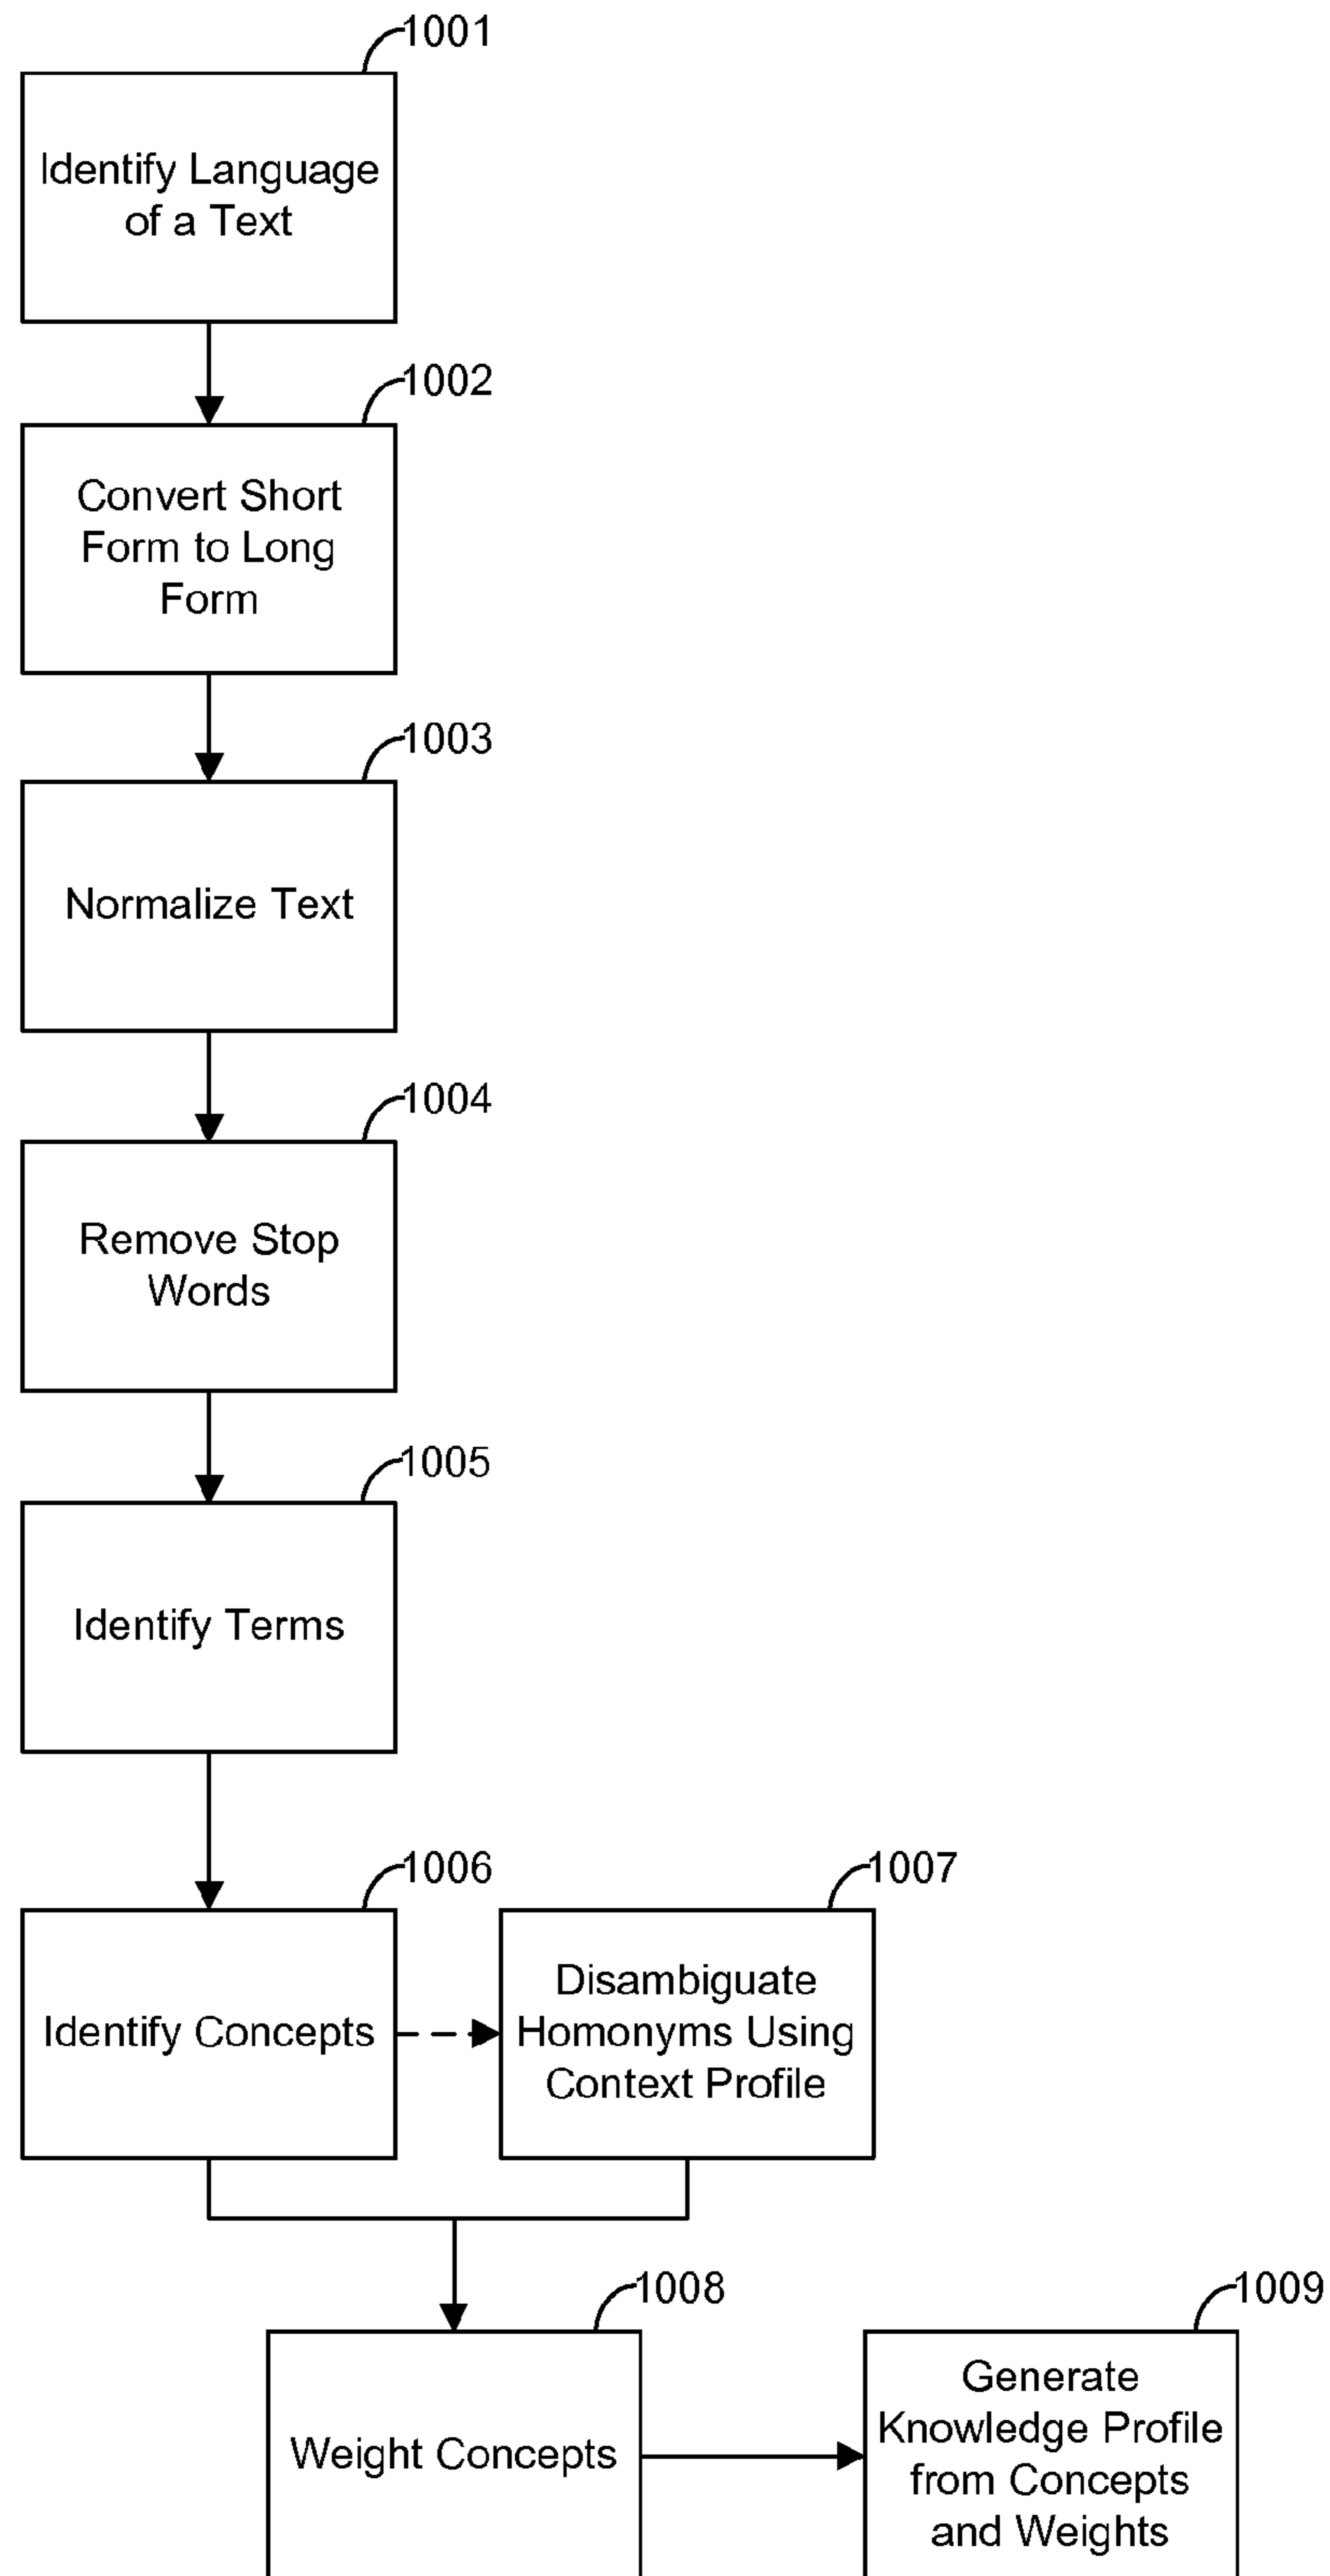 1001
Identify Language
of a Text
1002
Convert Short
Form to Long
Form
1003
Normalize Text
1004
Remove Stop
Words
1005
Identify Terms
1006
Identify Concepts
1007
Disambiguate
Homonyms Using
Context Profile
1008
Weight Concepts
1009
Generate
Knowledge Profile
from Concepts
and Weights